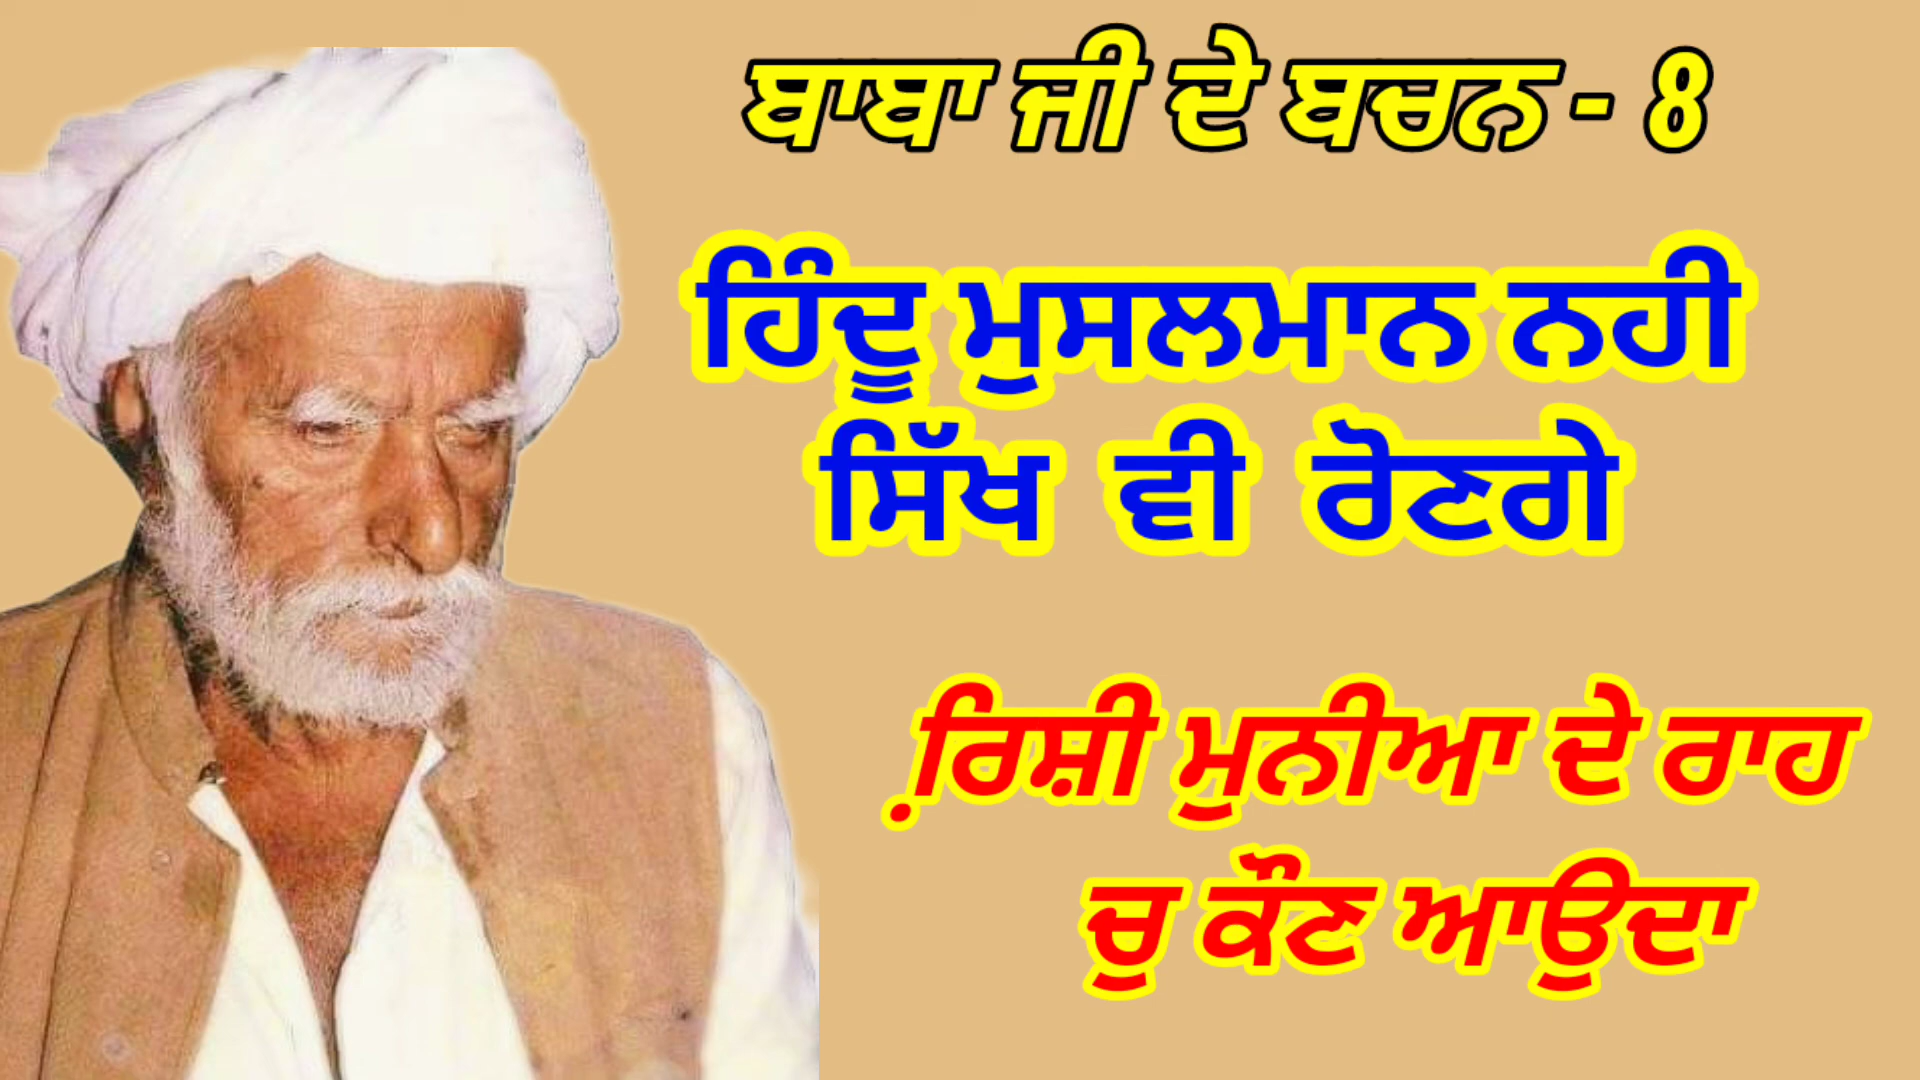 ਬਾਬਾ ਜੀ ਦੇ ਬਚਨ - 8
ਹਿੰਦੂ ਮੁਸਲਮਾਨ ਨਹੀ
ਸਿੱਖ ਵੀ ਰੋਣਗੇ
ਰਿ਼ਸ਼ੀ ਮੁਨੀਆ ਦੇ ਰਾਹ
ਚੁ ਕੌਣ ਆਉਦਾ